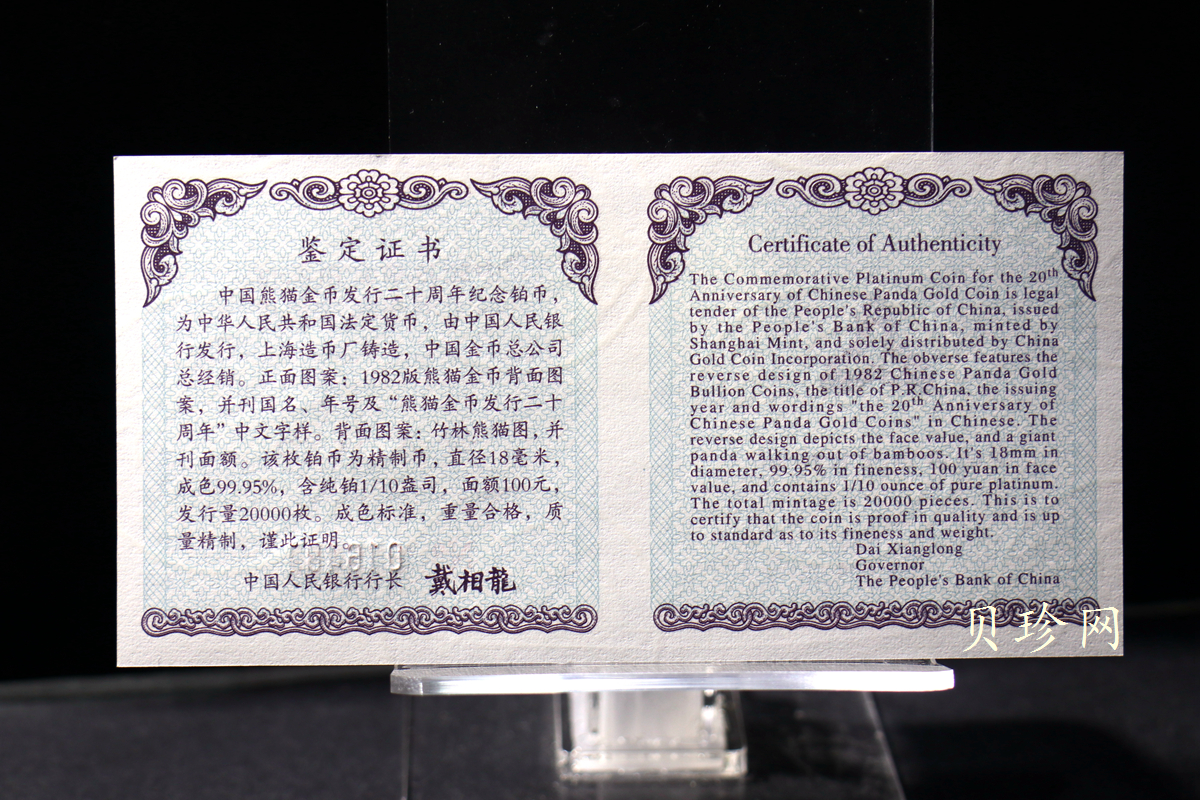 鉴定证书
中国熊猫金币发行二十周年纪念铂币，
为中华人民共和国法定货币，由中国人民银
行发行，上海造币厂铸造，中国金币总公司
总经销。正面图案：1982版熊猫金币背面图
案，并刊国名、年号及“熊猫金币发行二十
周年”中文字样。背面图案：竹林熊猫图，并
刊面额。该枚铂币为精制币，直径18毫米，
成色99.95%，含纯铂1/10盎司，面额100元，
发行量20000枚。成色标准，重量合格，质
量精制，谨此证明。
中国人民银行行长 戴相龍
Certificate of Authenticity
The Commemorative Platinum Coin for the 20th
Anniversary of Chinese Panda Gold Coin is legal
tender of the People's Republic of China, issued
by the People's Bank of China, minted by
Shanghai Mint, and solely distributed by China
Gold Coin Incorporation. The obverse features the
reverse design of 1982 Chinese Panda Gold
Bullion Coins, the title of P.R.China, the issuing
year and wordings "the 20th Anniversary of
Chinese Panda Gold Coins" in Chinese. The
reverse design depicts the face value, and a giant
panda walking out of bamboos. It's 18mm in
diameter, 99.95% in fineness, 100 yuan in face
value, and contains 1/10 ounce of pure platinum.
The total mintage is 20000 pieces. This is to
certify that the coin is proof in quality and is up
to standard as to its fineness and weight.
Dai Xianglong
Governor
The People's Bank of China
贝珍网